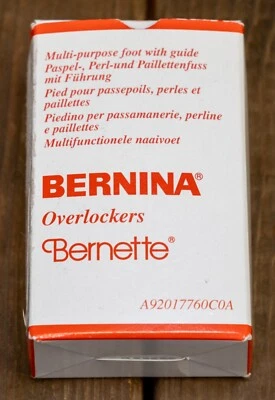 Multi-purpose foot with guide
Paspel-, Perl-und Paillettenfuss
mit Führung
Pied pour passepoils, perles et
paillettes
Piedino per passamanerie, perline
e paillettes
Multifunctionele naaivoet
BERNINA®
Overlockers
Bernette®
A92017760C0A